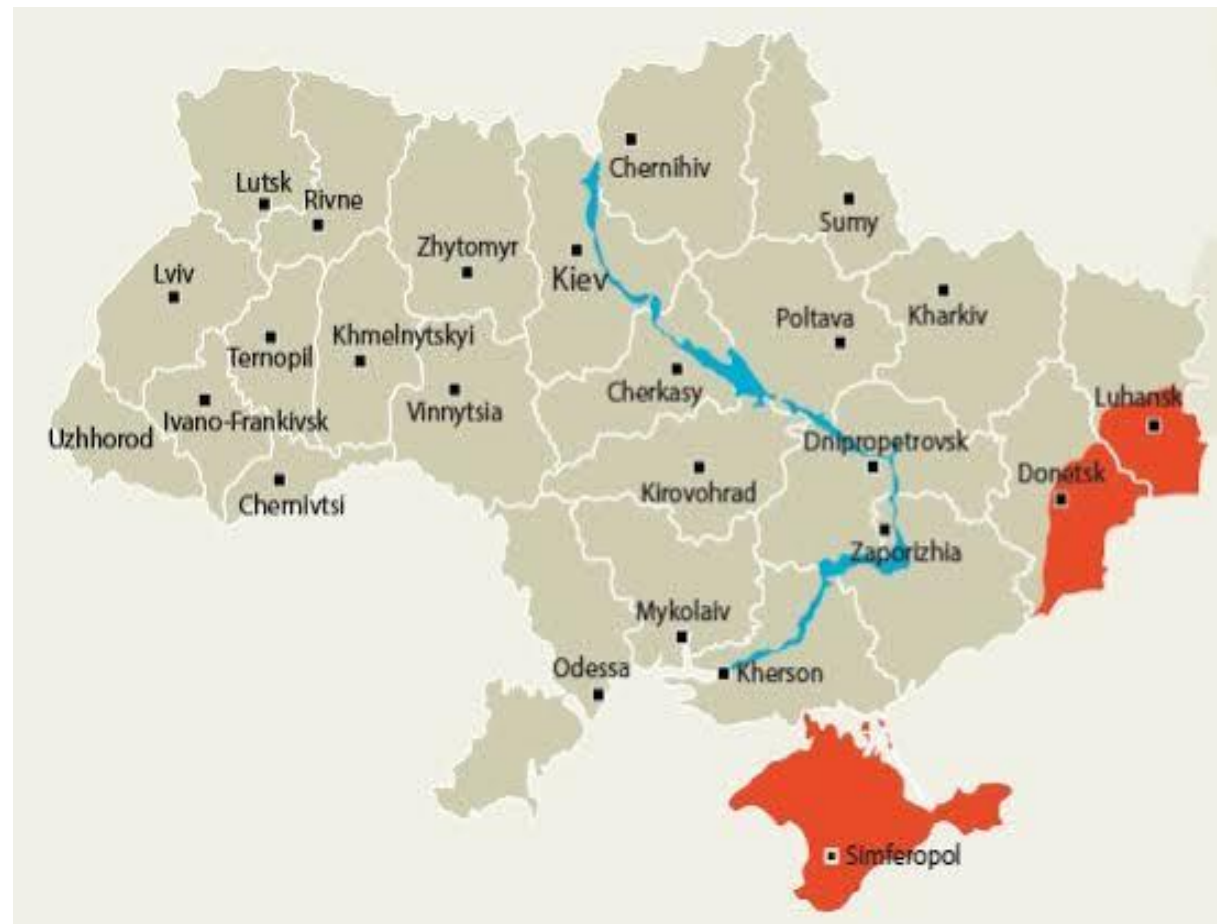 Chernihiv
Lutsk
Rivne
Sumy
Zhytomyr
Kiev
Lviv
Kharkiv
Poltava
Khmelnytskyi
Ternopil
Cherkasy
Vinnytsia
Ivano-Frankivsk
Luhansk
Uzhhorod
Dnipropetrovsk
Donetsk
Kirovohrad
Chernivtsi
Zaporizhia
Mykolaiv
Odessa
Kherson
Simferopol